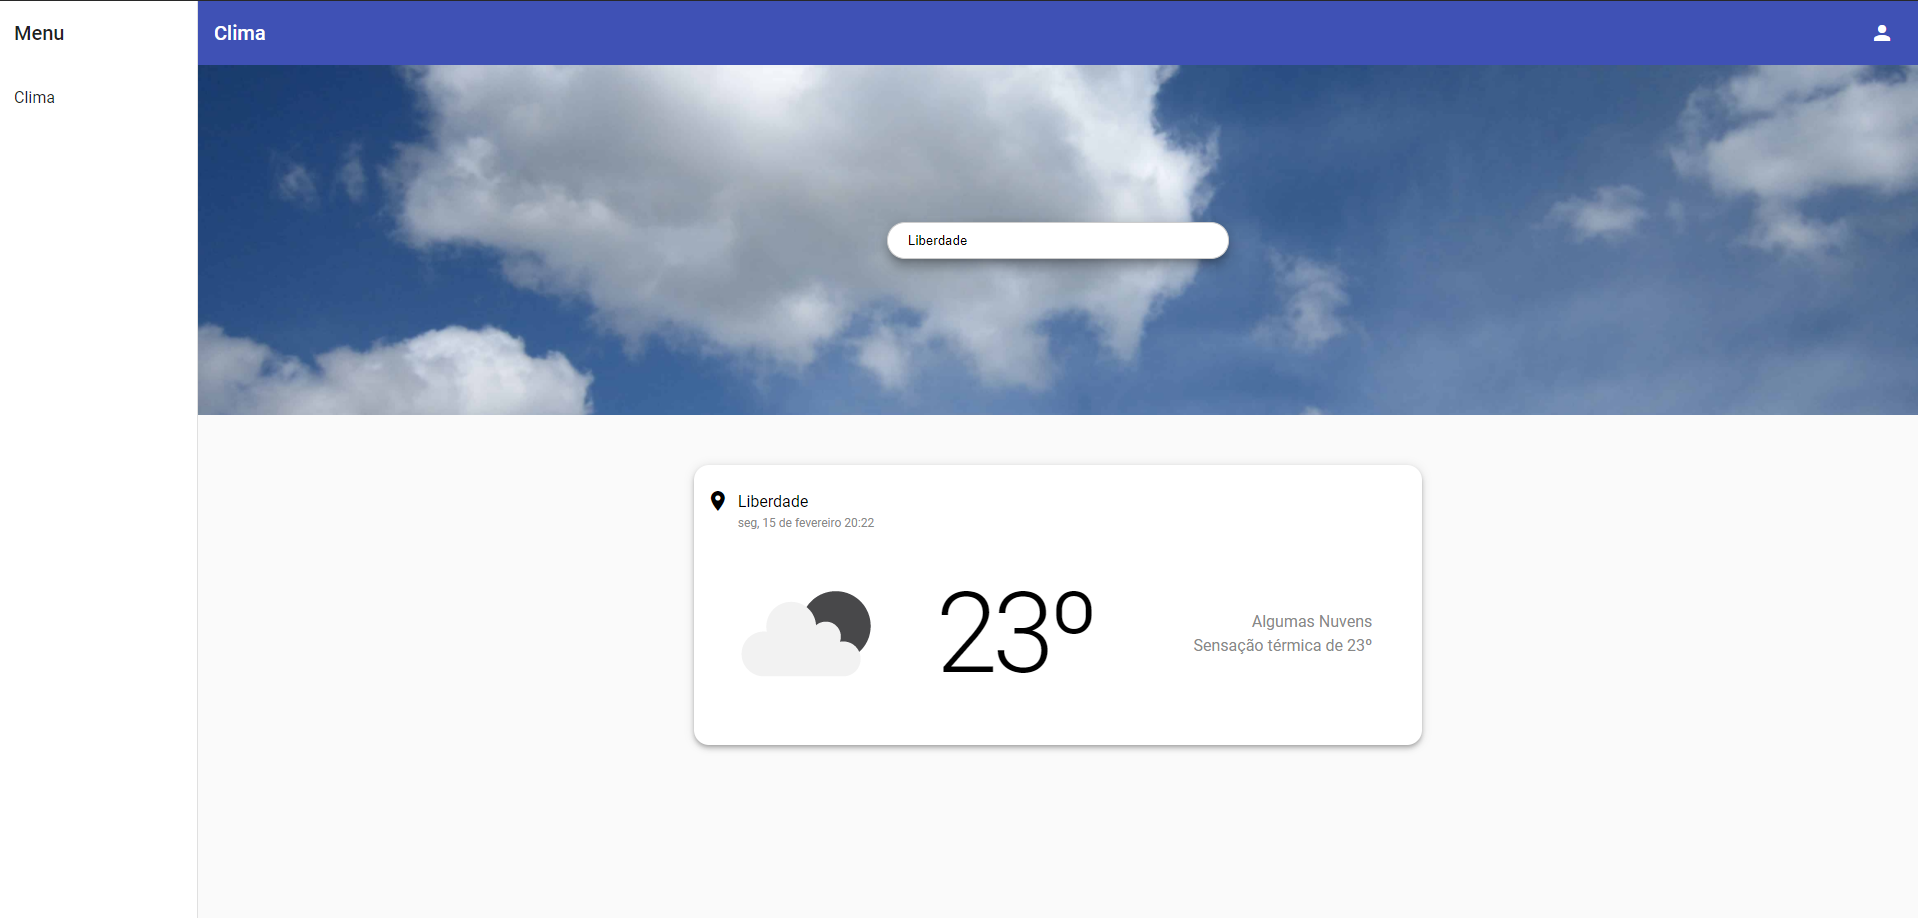 Menu
Clima
Clima
Liberdade
Liberdade
seg, 15 de fevereiro 20:22
23º
Algumas Nuvens
Sensação térmica de 23º